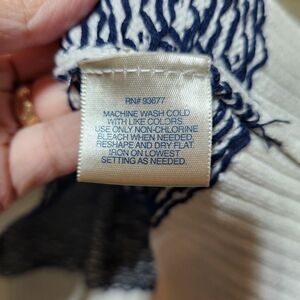 RN# 93677
MACHINE WASH COLD
WITH LIKE COLORS.
USE ONLY NON-CHLORINE
BLEACH WHEN NEEDED.
RESHAPE AND DRY FLAT.
IRON ON LOWEST
SETTING AS NEEDED.